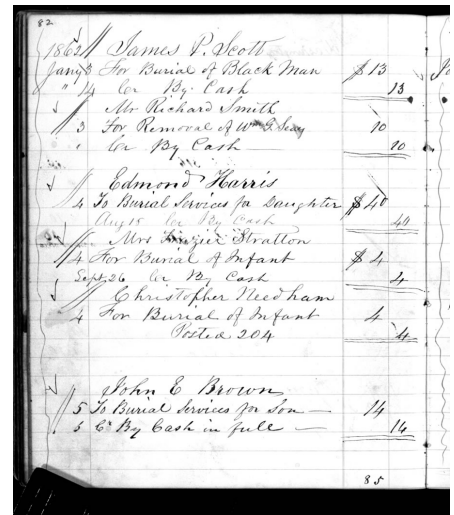 82
1862 James P. Scott
Jany 3 For Burial of Black Man $13
" 4 Cr By Cash 13
Mr Richard Smith
3 For Removal of Wm G. 10
" Cr By Cash — 10
Edmond Harris
4 To Burial Services for Daughter $40
Aug 15 Cr By Cash 40
Mrs Frazier Stratton
4 For Burial of Infant $4
Sept 26 Cr By Cash 4
Christopher Needham
4 For Burial of Infant 4
Posted 204 4
John E Brown
5 To Burial Services for Son — 14
5 Cr By Cash in full — 14
85